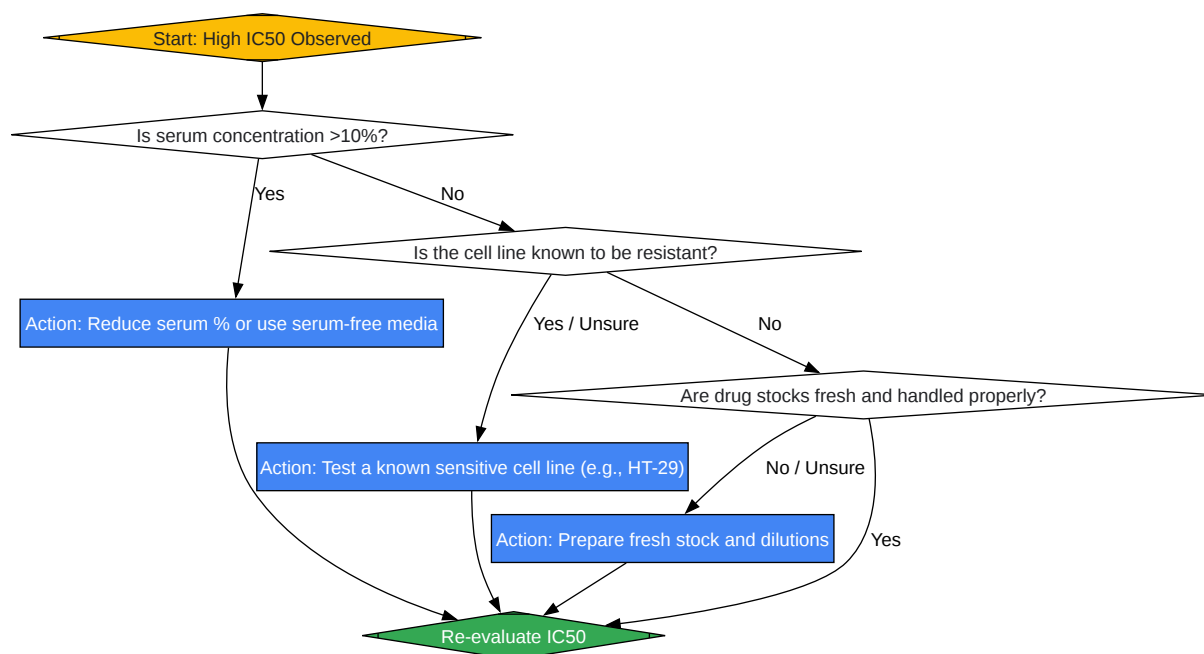 Start: High IC50 Observed
Is serum concentration >10%?
Yes
No
Is the cell line known to be resistant?
Action: Reduce serum % or use serum-free media
Yes / Unsure
No
Are drug stocks fresh and handled properly?
Action: Test a known sensitive cell line (e.g., HT-29)
No / Unsure
Action: Prepare fresh stock and dilutions
Yes
Re-evaluate IC50